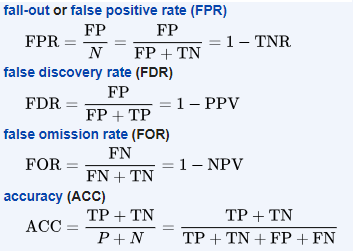 fall-out or false positive rate (FPR)
FPR = FP / N = FP / (FP + TN) = 1 − TNR
false discovery rate (FDR)
FDR = FP / (FP + TP) = 1 − PPV
false omission rate (FOR)
FOR = FN / (FN + TN) = 1 − NPV
accuracy (ACC)
ACC = (TP + TN) / (P + N) = (TP + TN) / (TP + TN + FP + FN)